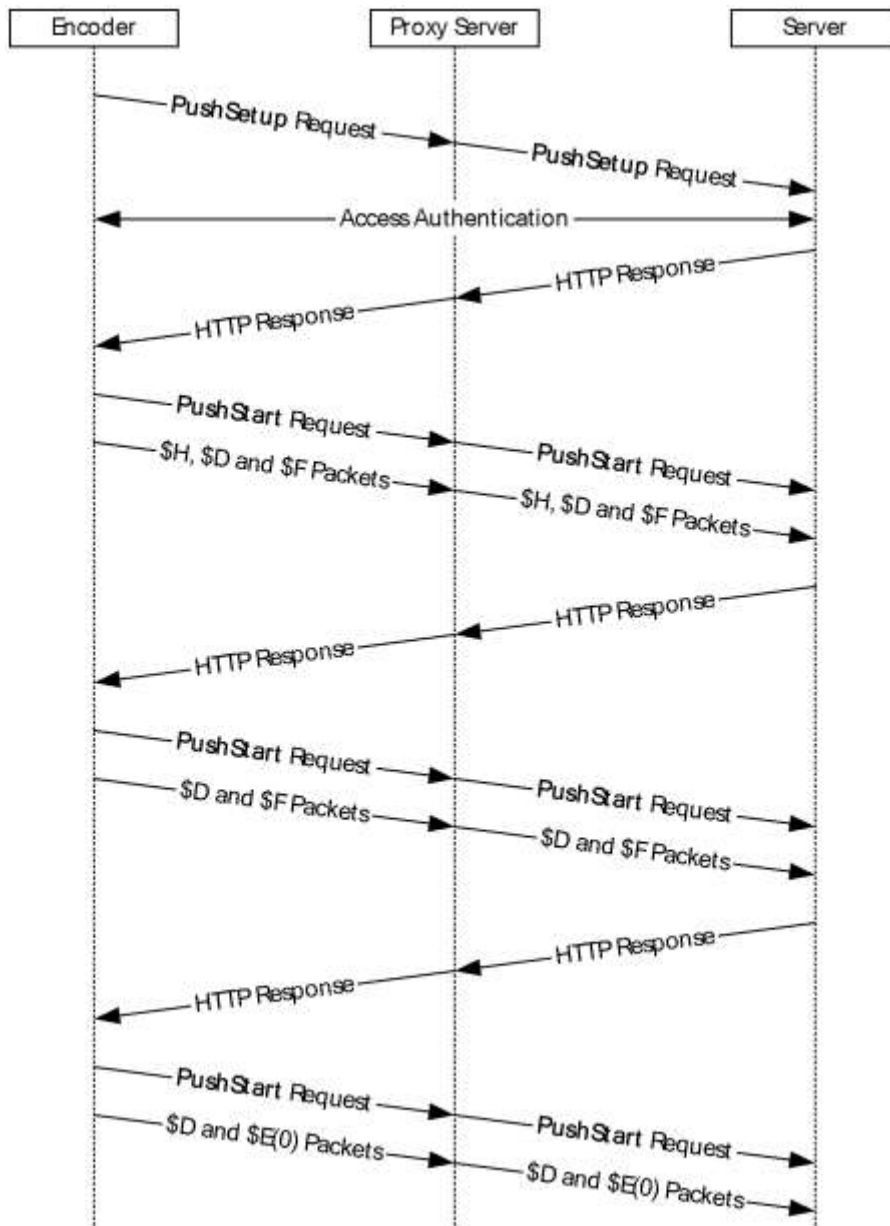 Encoder
Proxy Server
Server
PushSetup Request
PushSetup Request
Access Authentication
HTTP Response
HTTP Response
PushStart Request
PushStart Request
$H, $D and $F Packets
$H, $D and $F Packets
HTTP Response
HTTP Response
PushStart Request
PushStart Request
$D and $F Packets
$D and $F Packets
HTTP Response
HTTP Response
PushStart Request
PushStart Request
$D and $E(0) Packets
$D and $E(0) Packets